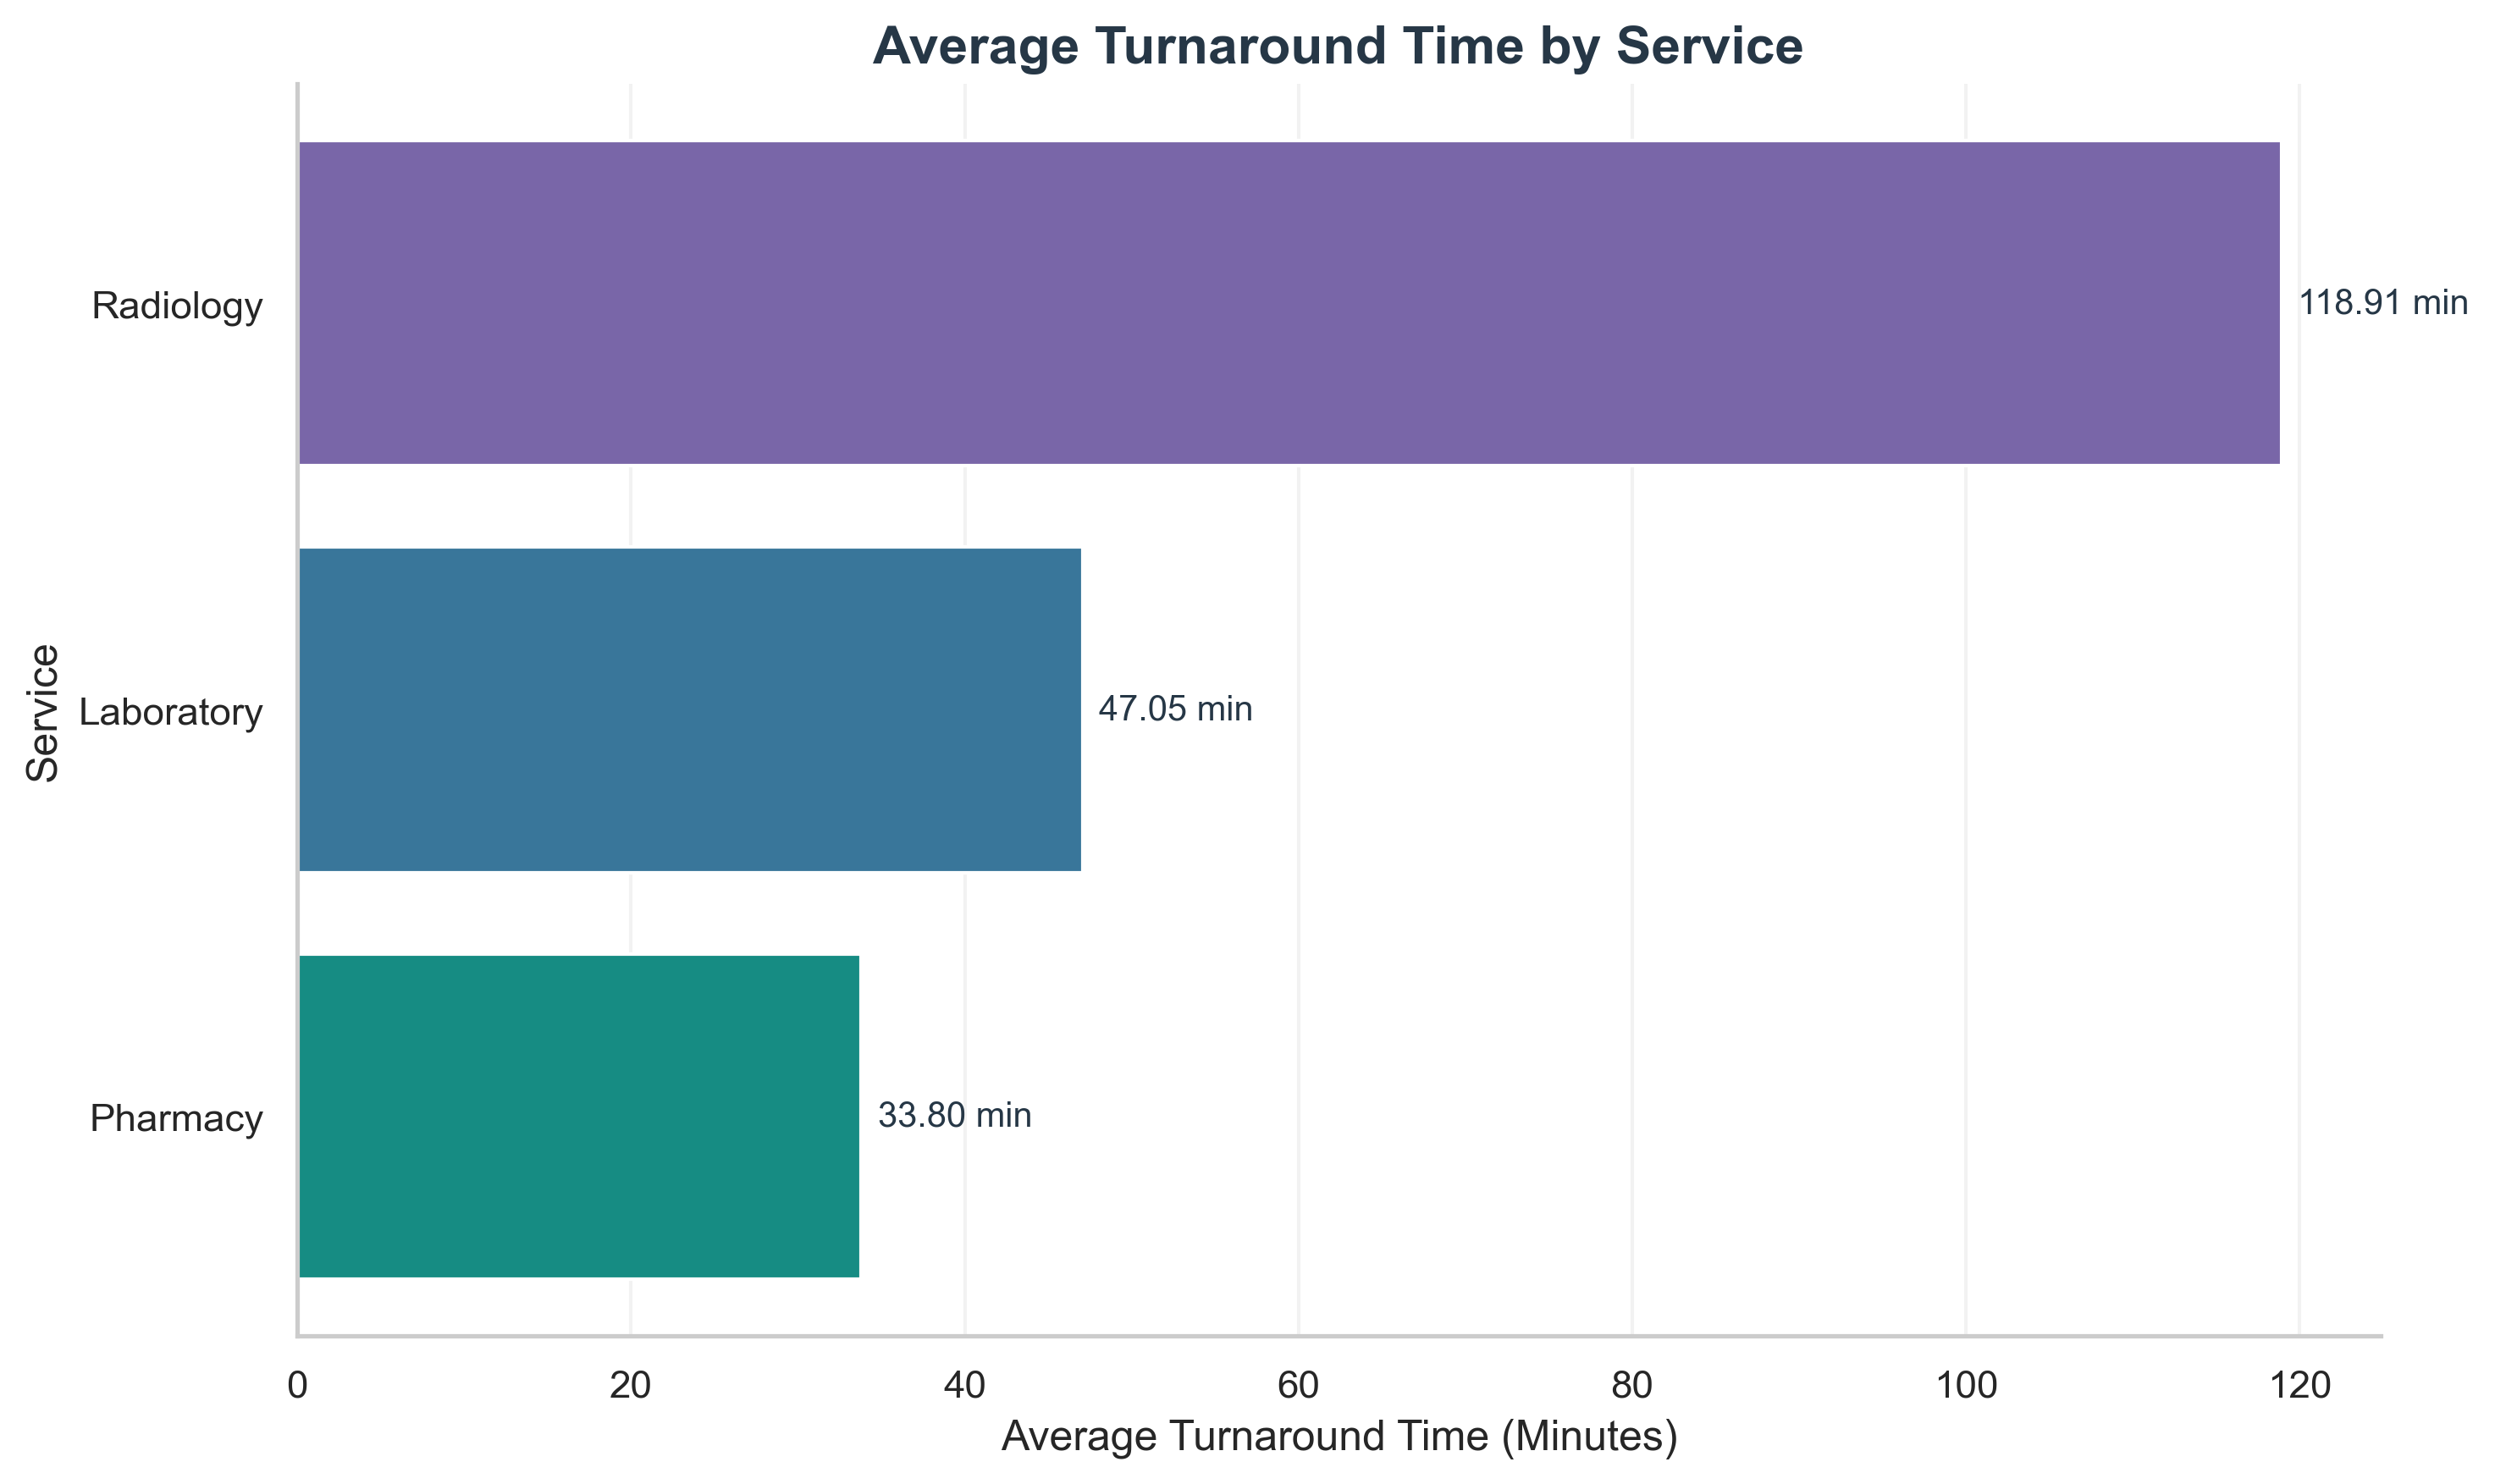 Average Turnaround Time by Service
Radiology
118.91 min
Service
Laboratory
47.05 min
Pharmacy
33.80 min
0 20 40 60 80 100 120
Average Turnaround Time (Minutes)